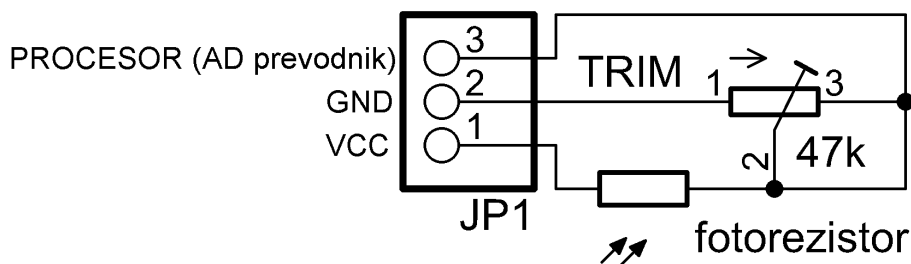 PROCESOR (AD prevodnik) 3
GND 2
VCC 1
JP1
TRIM
1 3
2
47k
fotorezistor